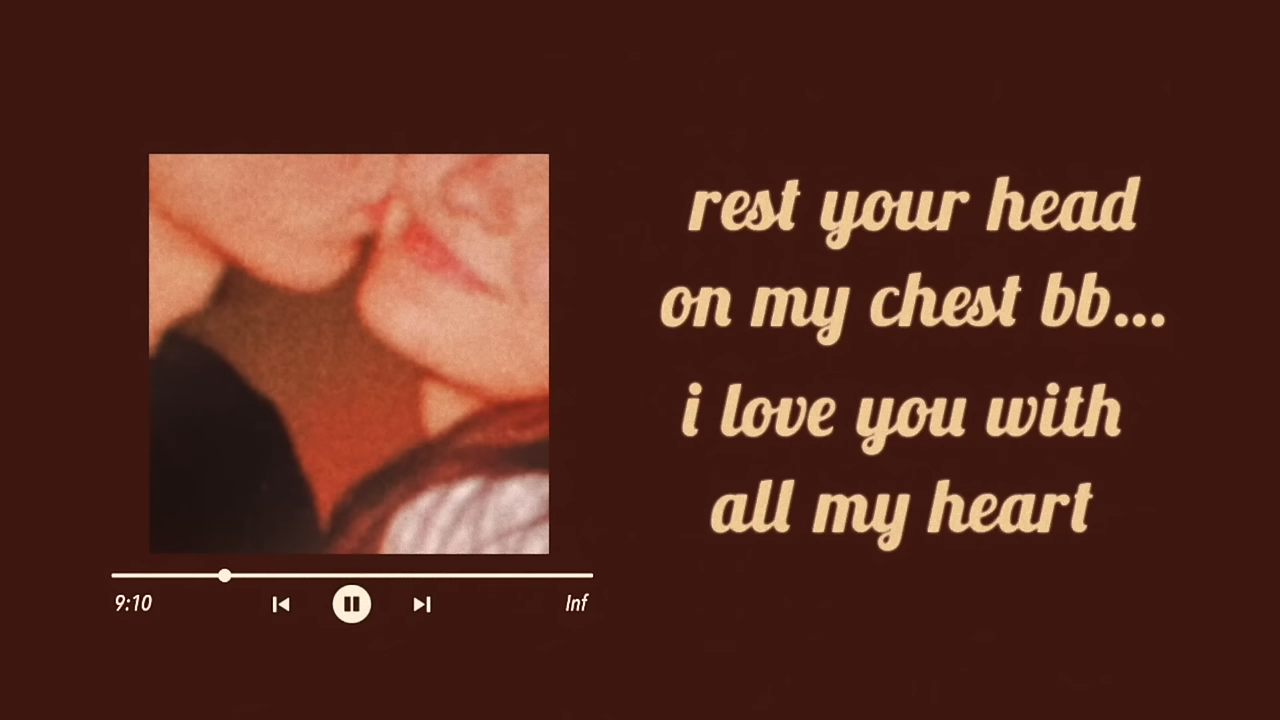 rest your head
on my chest bb...
i love you with
all my heart
9:10
Inf